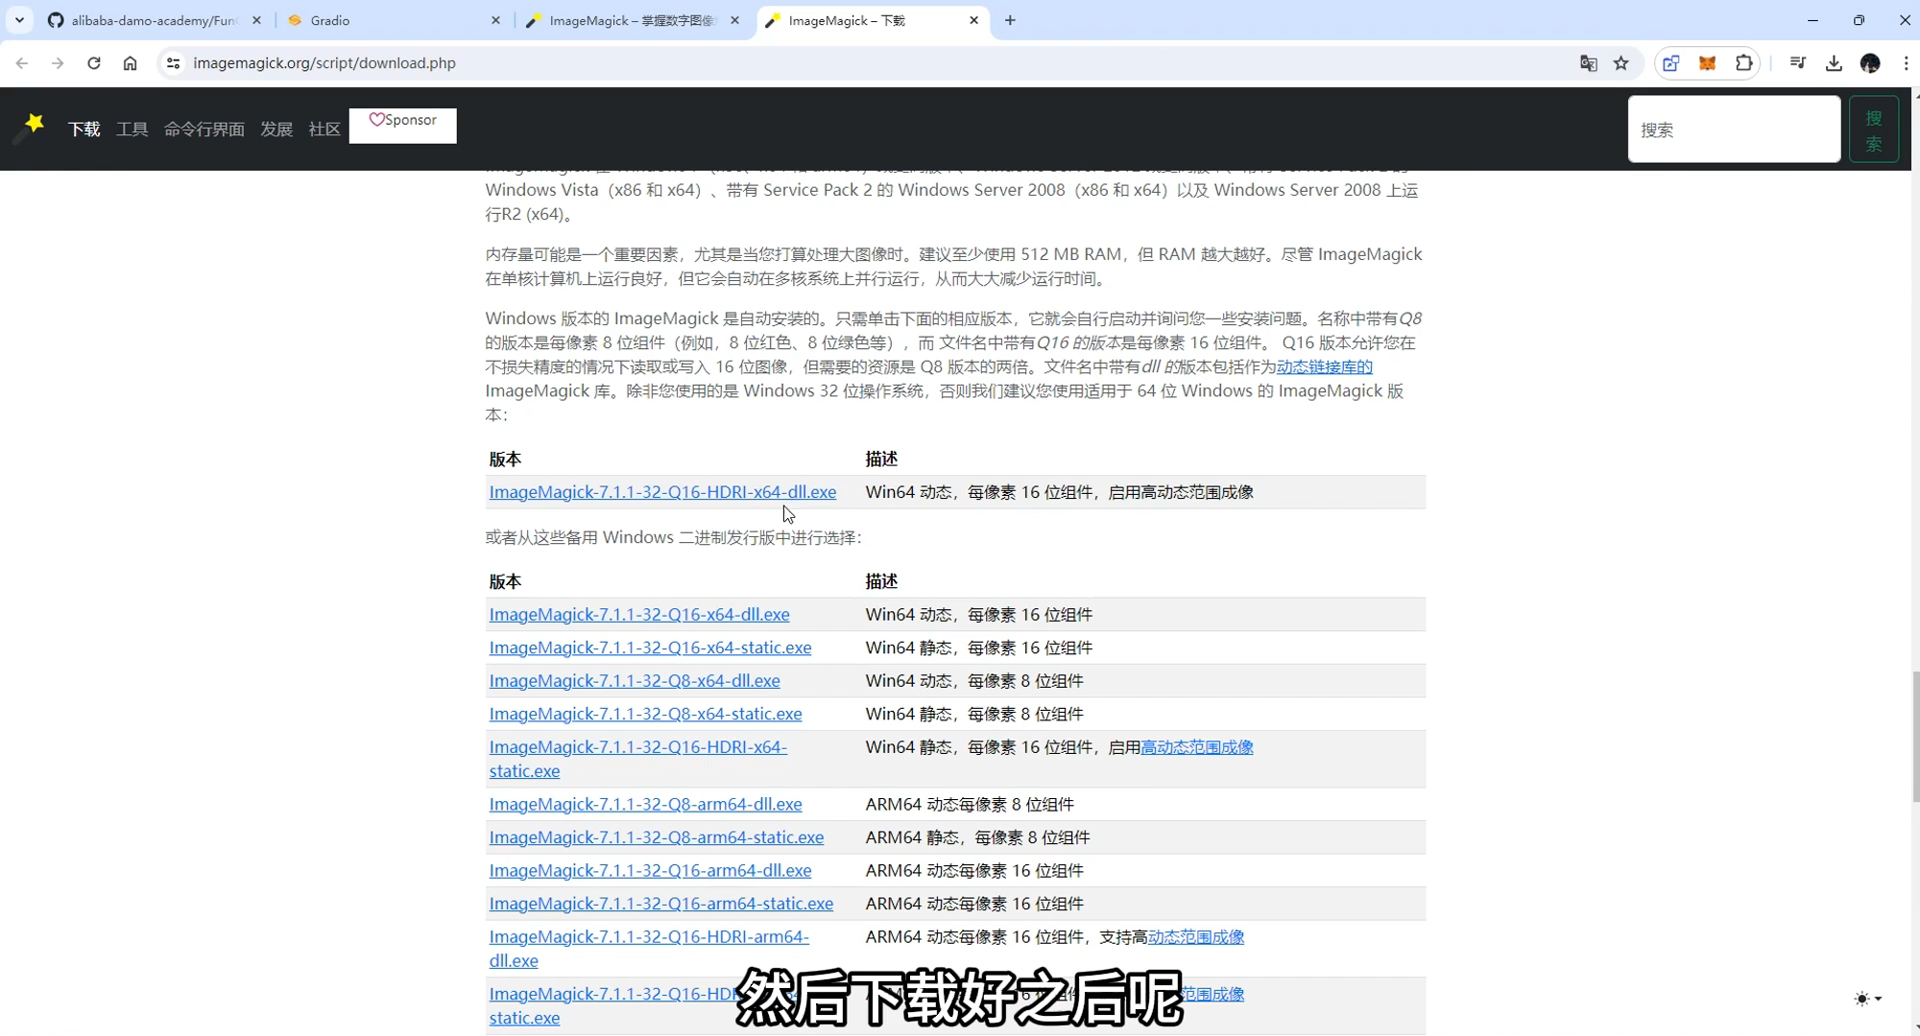 alibaba-damo-academy/Fun
Gradio
ImageMagick – 掌握数字图像
ImageMagick – 下载
imagemagick.org/script/download.php
下载
工具
命令行界面
发展
社区
Sponsor
搜索
搜索
Windows Vista（x86 和 x64）、带有 Service Pack 2 的 Windows Server 2008（x86 和 x64）以及 Windows Server 2008 上运
行R2 (x64)。
内存量可能是一个重要因素，尤其是当您打算处理大图像时。建议至少使用 512 MB RAM，但 RAM 越大越好。尽管 ImageMagick
在单核计算机上运行良好，但它会自动在多核系统上并行运行，从而大大减少运行时间。
Windows 版本的 ImageMagick 是自动安装的。只需单击下面的相应版本，它就会自行启动并询问您一些安装问题。名称中带有Q8
的版本是每像素 8 位组件（例如，8 位红色、8 位绿色等），而 文件名中带有Q16 的版本是每像素 16 位组件。 Q16 版本允许您在
不损失精度的情况下读取或写入 16 位图像，但需要的资源是 Q8 版本的两倍。文件名中带有dll 的版本包括作为动态链接库的
ImageMagick 库。除非您使用的是 Windows 32 位操作系统，否则我们建议您使用适用于 64 位 Windows 的 ImageMagick 版
本：
版本 描述
ImageMagick-7.1.1-32-Q16-HDRI-x64-dll.exe Win64 动态，每像素 16 位组件，启用高动态范围成像
或者从这些备用 Windows 二进制发行版中进行选择：
版本 描述
ImageMagick-7.1.1-32-Q16-x64-dll.exe Win64 动态，每像素 16 位组件
ImageMagick-7.1.1-32-Q16-x64-static.exe Win64 静态，每像素 16 位组件
ImageMagick-7.1.1-32-Q8-x64-dll.exe Win64 动态，每像素 8 位组件
ImageMagick-7.1.1-32-Q8-x64-static.exe Win64 静态，每像素 8 位组件
ImageMagick-7.1.1-32-Q16-HDRI-x64- Win64 静态，每像素 16 位组件，启用高动态范围成像
static.exe
ImageMagick-7.1.1-32-Q8-arm64-dll.exe ARM64 动态每像素 8 位组件
ImageMagick-7.1.1-32-Q8-arm64-static.exe ARM64 静态，每像素 8 位组件
ImageMagick-7.1.1-32-Q16-arm64-dll.exe ARM64 动态每像素 16 位组件
ImageMagick-7.1.1-32-Q16-arm64-static.exe ARM64 动态每像素 16 位组件
ImageMagick-7.1.1-32-Q16-HDRI-arm64- ARM64 动态每像素 16 位组件，支持高动态范围成像
dll.exe
ImageMagick-7.1.1-32-Q16-HD 范围成像
static.exe
然后下载好之后呢